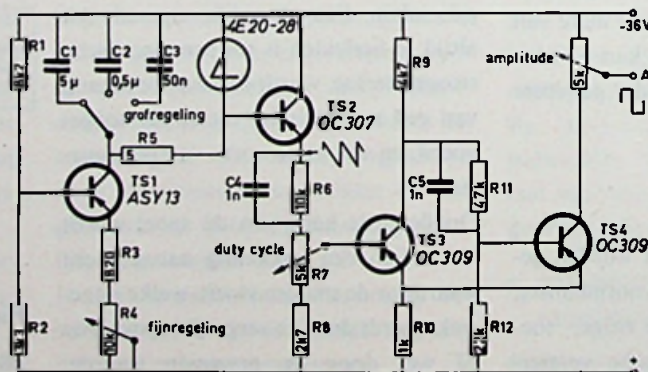 4E20-28
-36V
R1
C1
C2
C3
5µ
0,5µ
50n
R9
amplitude
5k
A
grofregeling
TS2
OC307
R5
5
TS1
ASY13
C4
1n
R6
10k
C5
1n
R11
47k
TS4
OC309
R3
820
duty cycle
R7
5k
TS3
OC309
R2
1k
R4
fijnregeling
R8
2k7
R10
1k
R12
+